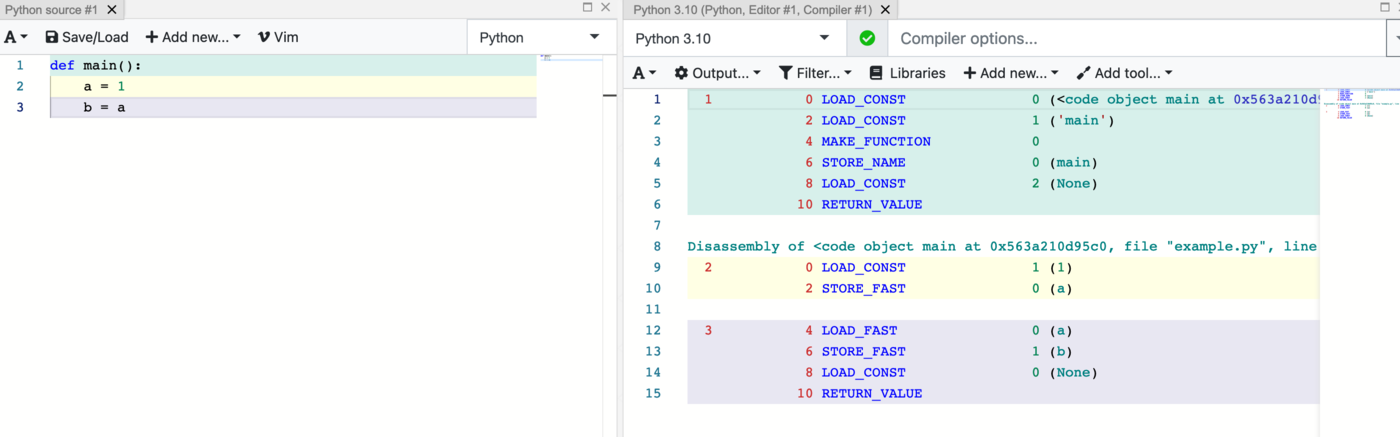 Python source #1 ×
A Save/Load + Add new... Vim Python
1 def main():
2 a = 1
3 b = a
Python 3.10 (Python, Editor #1, Compiler #1) ×
Python 3.10 Compiler options...
A Output... Filter... Libraries + Add new... Add tool...
1 1 0 LOAD_CONST 0 (<code object main at 0x563a210d
2 2 LOAD_CONST 1 ('main')
3 4 MAKE_FUNCTION 0
4 6 STORE_NAME 0 (main)
5 8 LOAD_CONST 2 (None)
6 10 RETURN_VALUE
7
8 Disassembly of <code object main at 0x563a210d95c0, file "example.py", line
9 2 0 LOAD_CONST 1 (1)
10 2 STORE_FAST 0 (a)
11
12 3 4 LOAD_FAST 0 (a)
13 6 STORE_FAST 1 (b)
14 8 LOAD_CONST 0 (None)
15 10 RETURN_VALUE